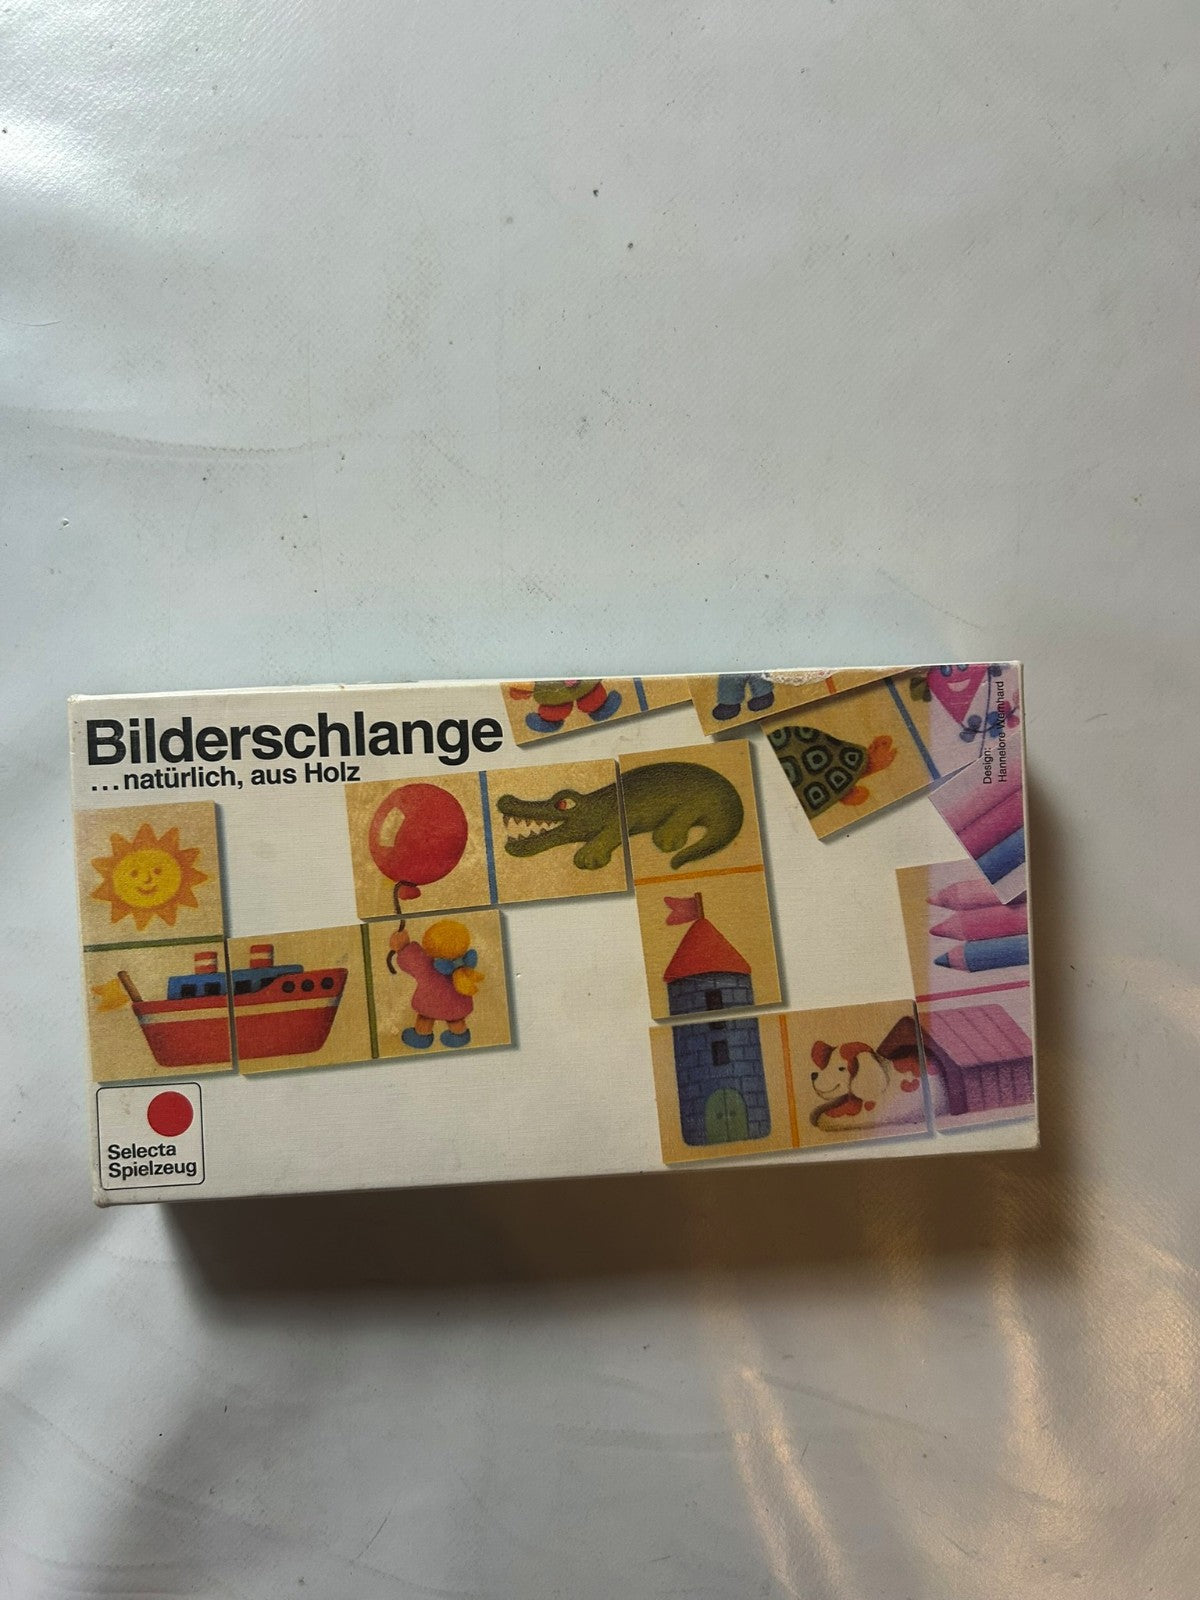 Bilderschlange
...natürlich, aus Holz
Design:
Hannelore Wernhard
Selecta
Spielzeug